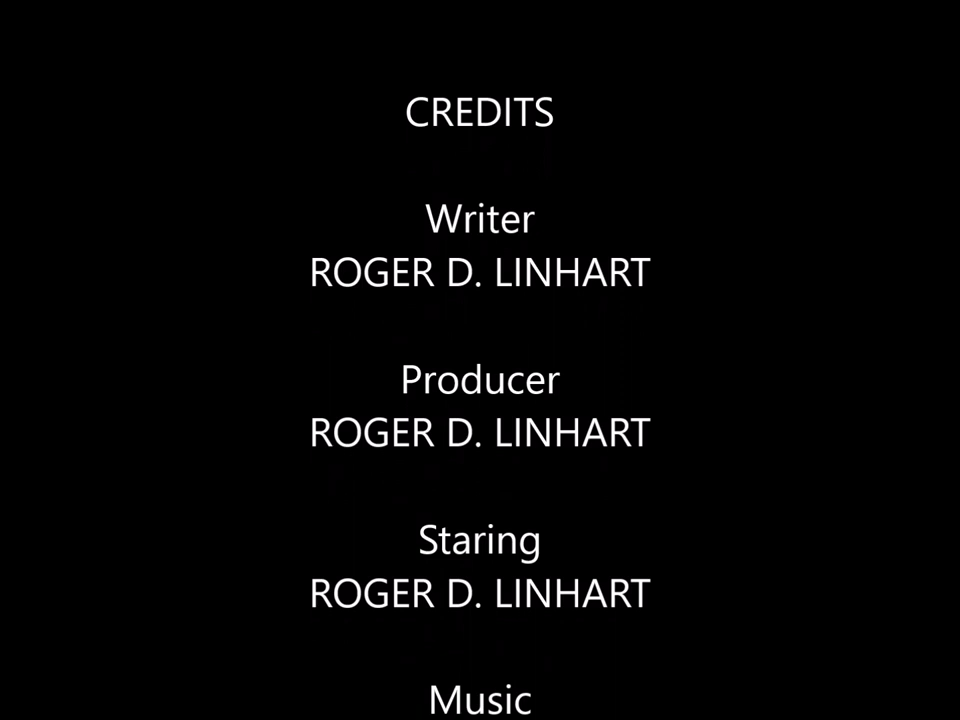 CREDITS
Writer
ROGER D. LINHART
Producer
ROGER D. LINHART
Staring
ROGER D. LINHART
Music